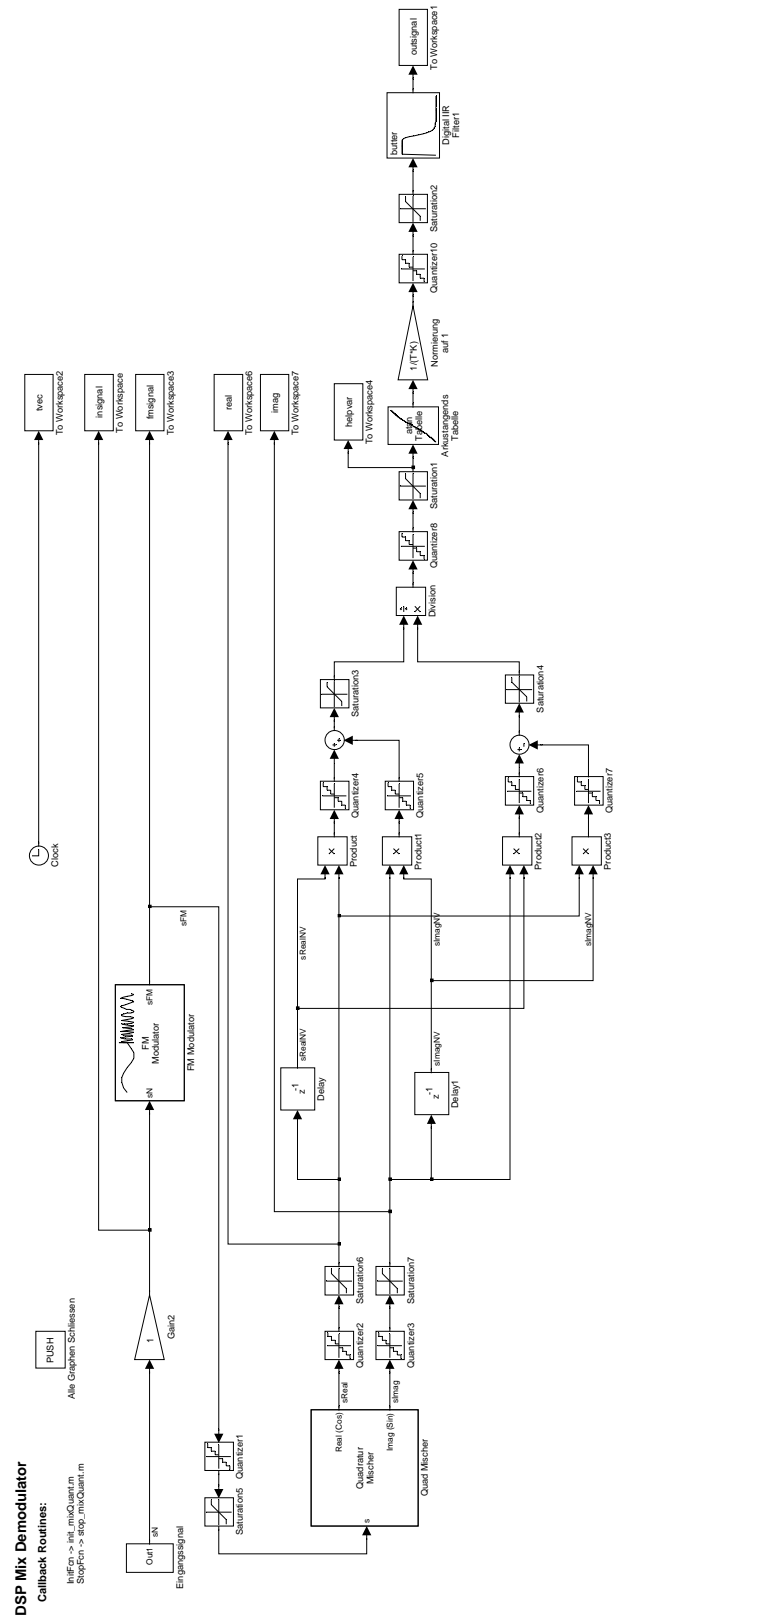 DSP Mix Demodulator
Callback Routines:
InitFcn -> init_mixQuant.m
StopFcn -> stop_mixQuant.m
PUSH
Alle Graphen Schliessen
Clock
tvec
To Workspace2
Out1
sN
Eingangssignal
1
Gain2
insignal
To Workspace
sN
FM
Modulator
sFM
FM Modulator
fmsignal
To Workspace3
sFM
Quantizer1
Saturation5
s
Quadratur
Mischer
Real (Cos)
Imag (Sin)
Quad Mischer
sReal
sImag
Quantizer2
Quantizer3
Saturation6
Saturation7
real
To Workspace6
imag
To Workspace7
z-1
Delay
z-1
Delay1
sRealNV
sImagNV
sRealNV
sImagNV
sImagNV
x
Product
x
Product1
x
Product2
x
Product3
Quantizer4
Quantizer5
Quantizer6
Quantizer7
+
+
+
-
Saturation3
Saturation4
÷
x
Division
Quantizer8
Saturation1
helpvar
To Workspace4
atan
Tabelle
Arkustangends
Tabelle
1/(T*K)
Normierung
auf 1
Quantizer10
Saturation2
butter
Digital IIR
Filter1
outsignal
To Workspace1